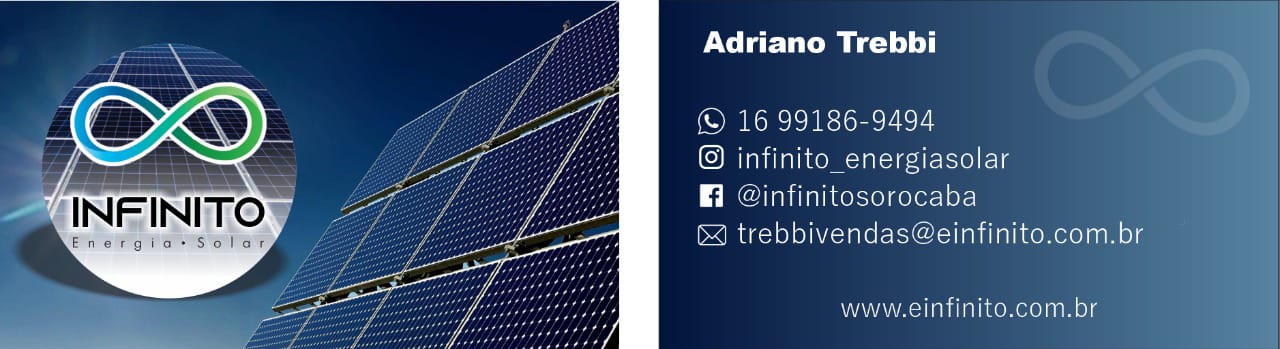 INFINITO
Energia • Solar
Adriano Trebbi
16 99186-9494
infinito_energiasolar
@infinitosorocaba
trebbivendas@einfinito.com.br
www.einfinito.com.br